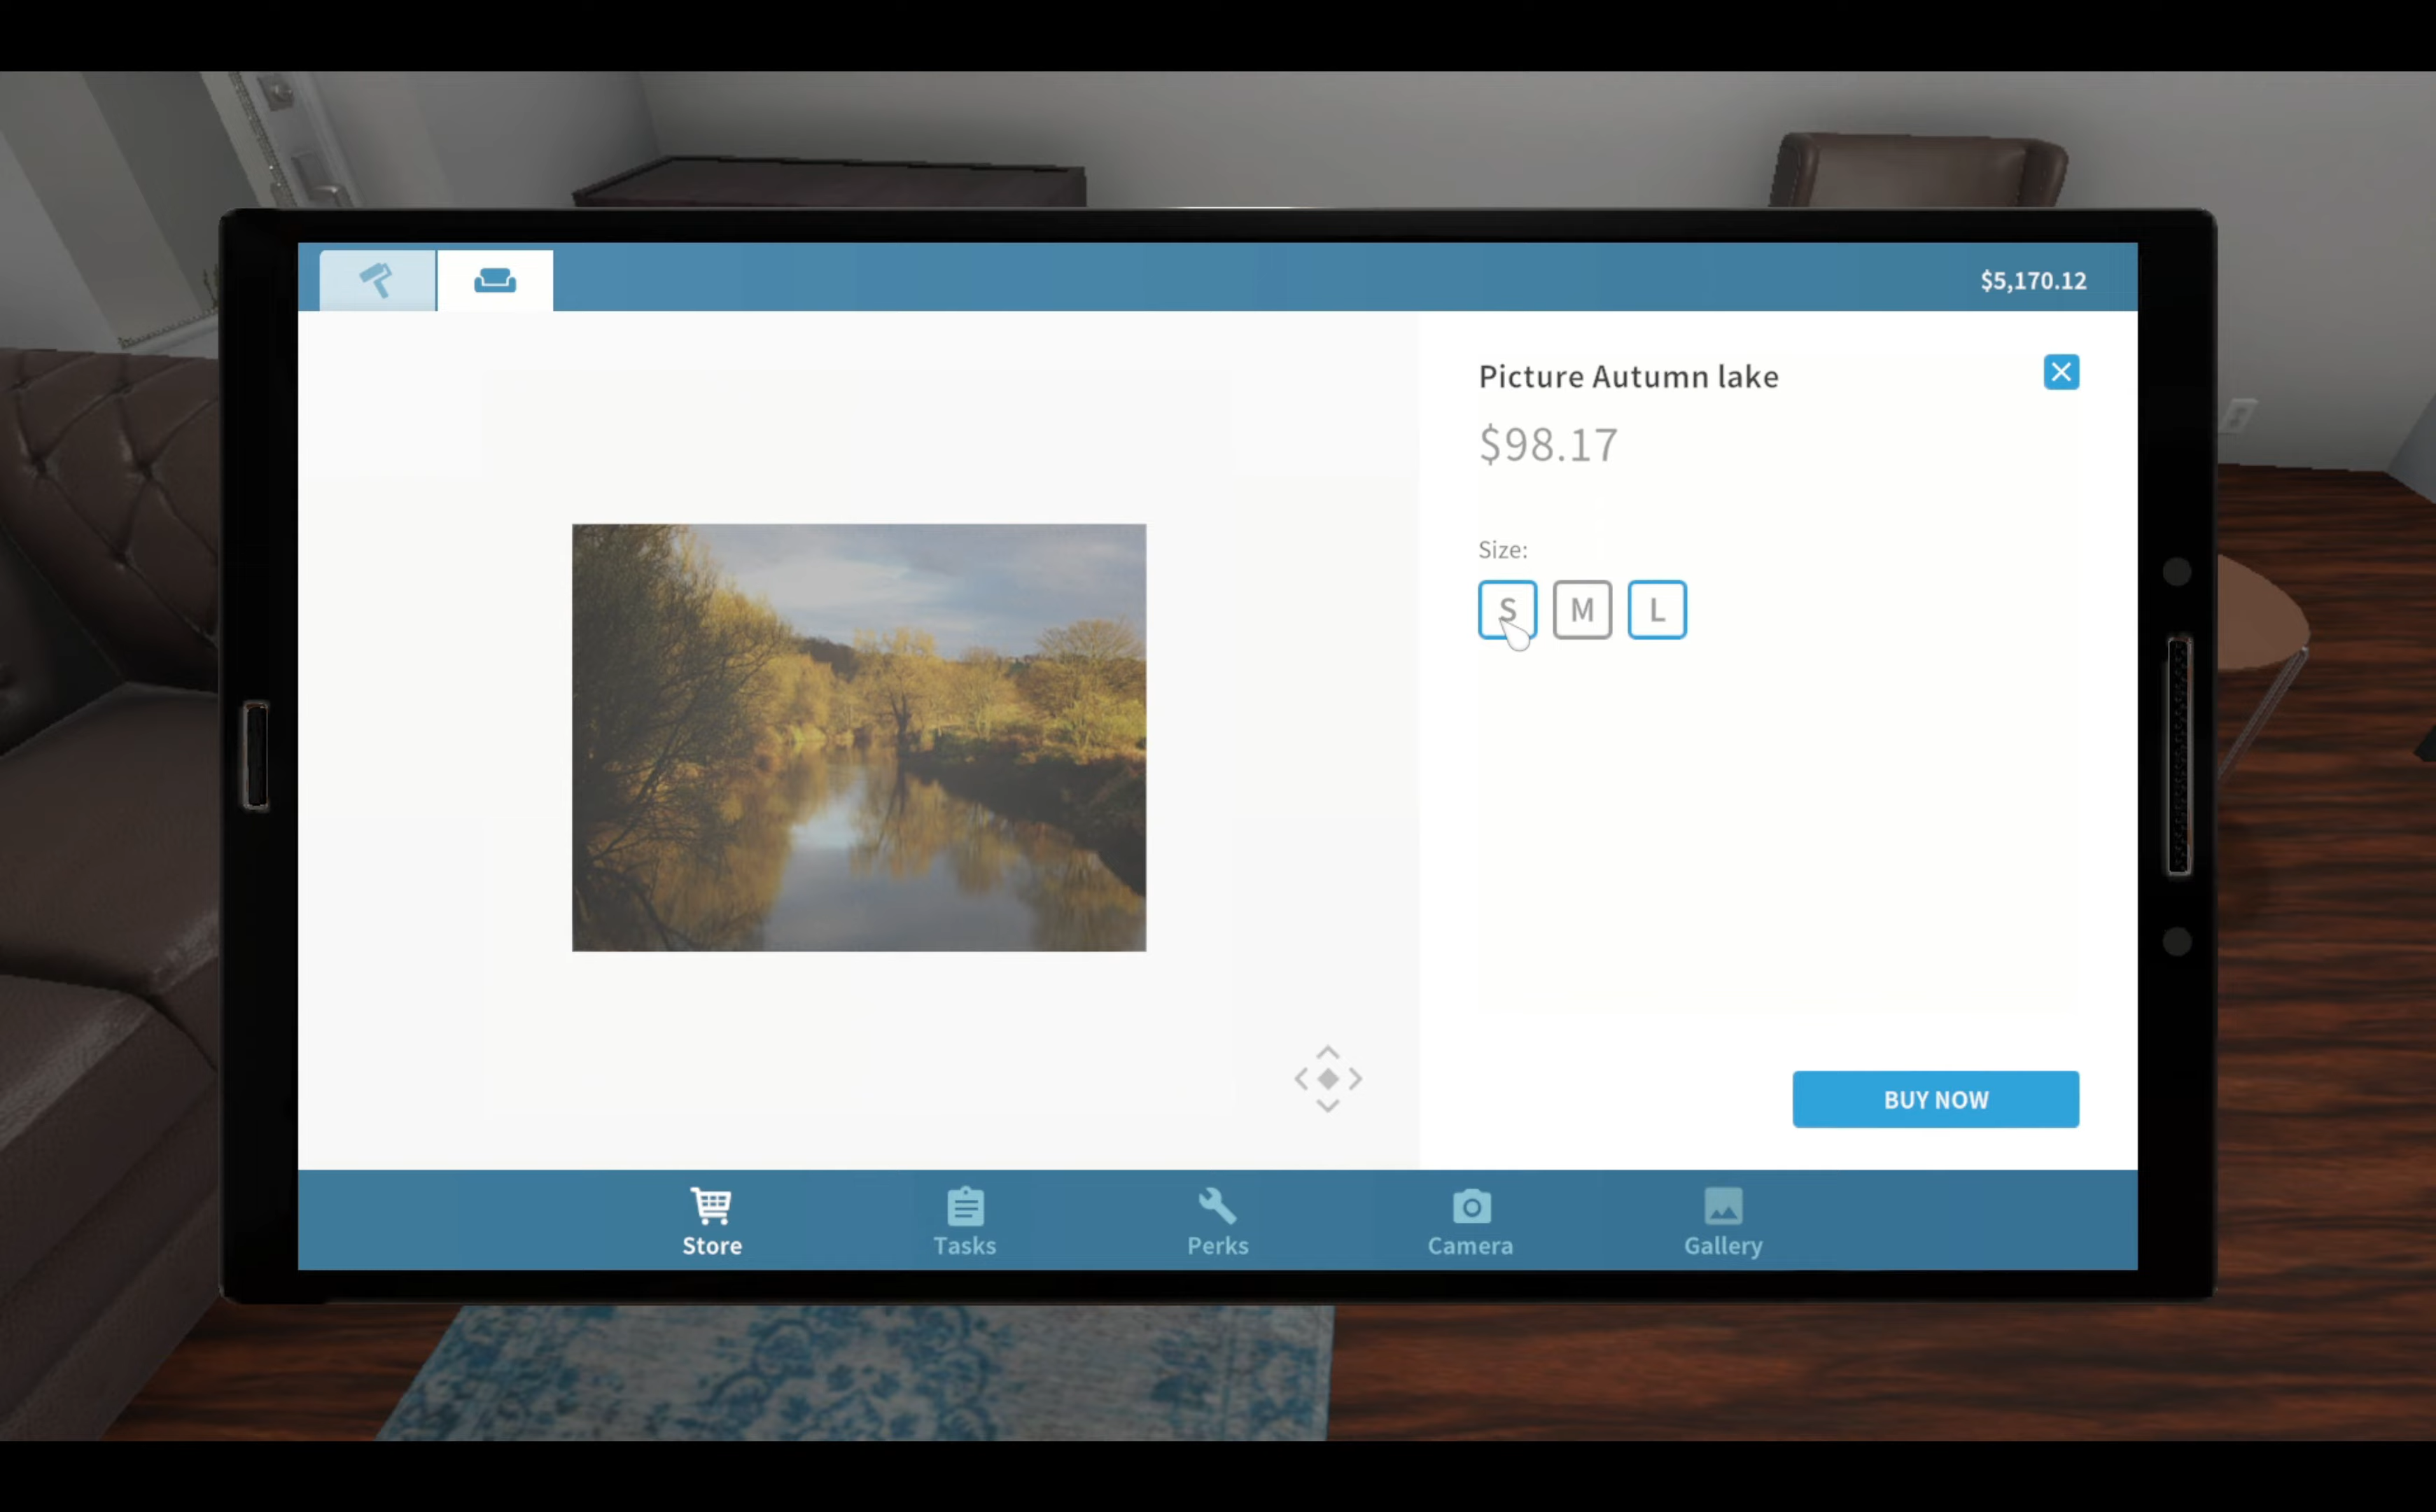 $5,170.12
Picture Autumn lake
$98.17
Size:
S M L
BUY NOW
Store Tasks Perks Camera Gallery